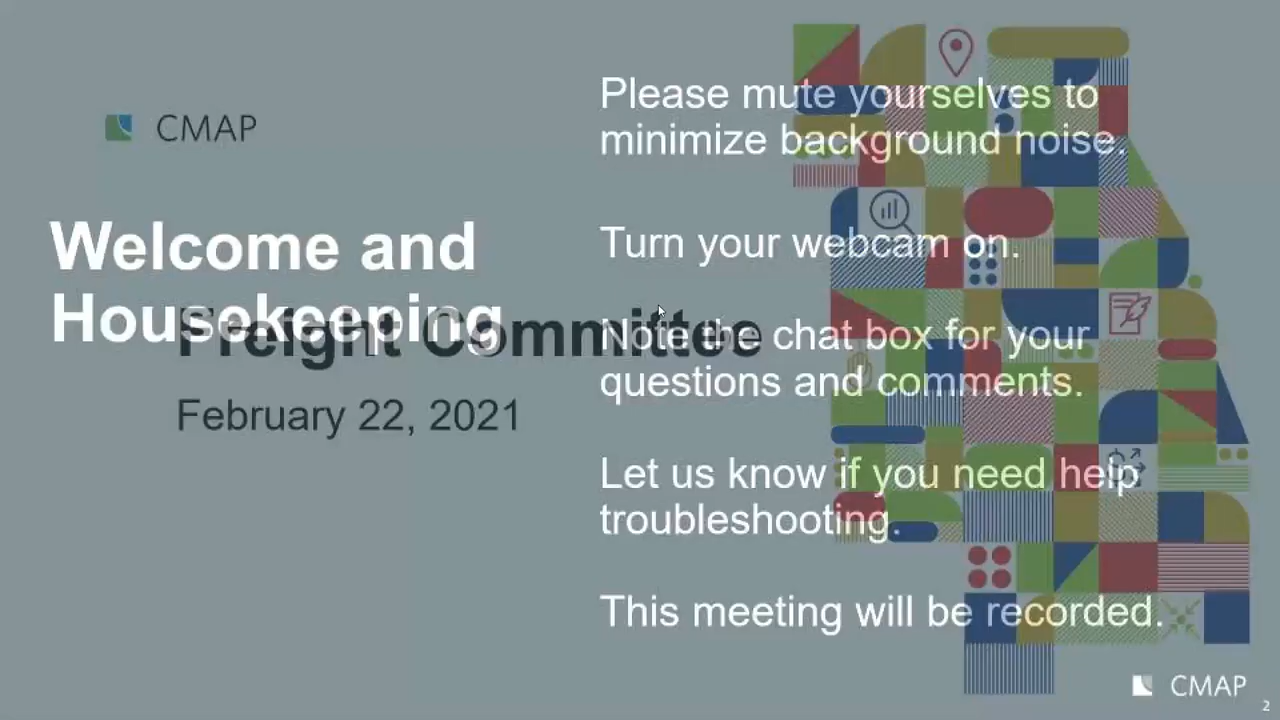 CMAP
Welcome and
Housekeeping
Freight Committee
February 22, 2021
Please mute yourselves to
minimize background noise.
Turn your webcam on.
Note the chat box for your
questions and comments.
Let us know if you need help
troubleshooting.
This meeting will be recorded.
CMAP
2